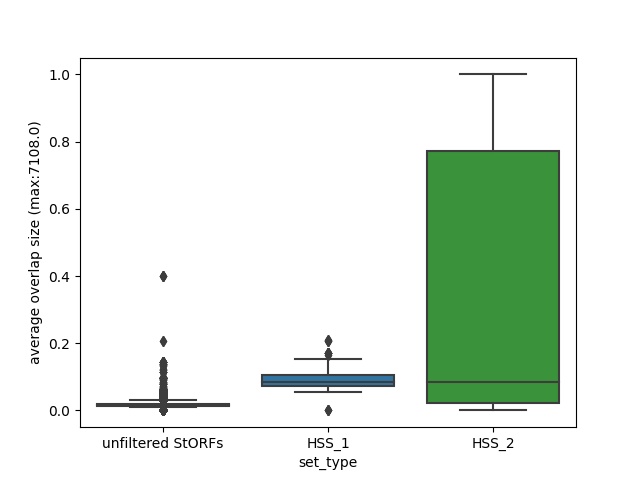 1.0
0.8
0.6
0.4
0.2
0.0
average overlap size (max:7108.0)
unfiltered StORFs
HSS_1
HSS_2
set_type